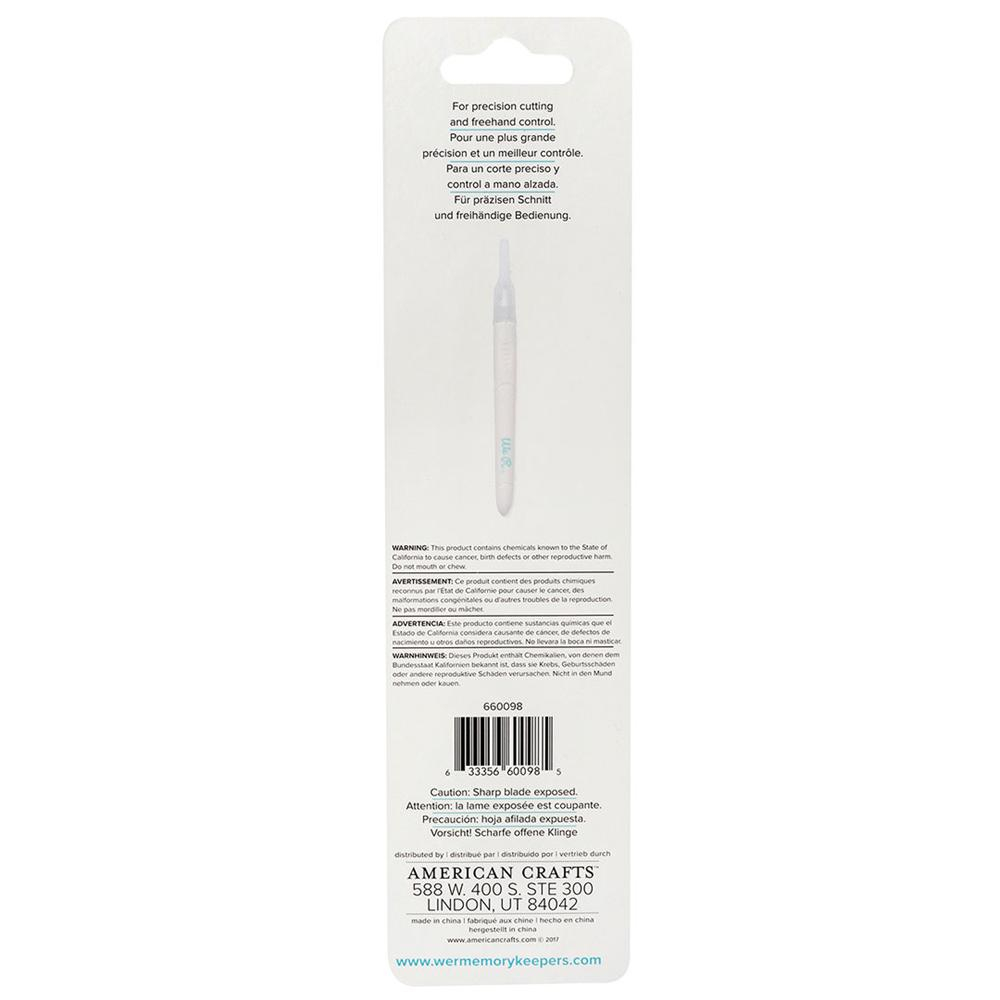 For precision cutting
and freehand control.
Pour une plus grande
précision et un meilleur contrôle.
Para un corte preciso y
control a mano alzada.
Für präzisen Schnitt
und freihändige Bedienung.
We R.
WARNING: This product contains chemicals known to the State of
California to cause cancer, birth defects or other reproductive harm.
Do not mouth or chew.
AVERTISSEMENT: Ce produit contient des produits chimiques
reconnus par l'État de Californie pour causer le cancer, des
malformations congénitales ou d'autres troubles de la reproduction.
Ne pas mordiller ou mâcher.
ADVERTENCIA: Este producto contiene sustancias químicas que el
Estado de California considera causante de cáncer, de defectos de
nacimiento u otros daños reproductivos. No llevara la boca ni masticar.
WARNHINWEIS: Dieses Produkt enthält Chemikalien, von denen dem
Bundesstaat Kalifornien bekannt ist, dass sie Krebs, Geburtsschäden
oder andere reproduktive Schäden verursachen. Nicht in den Mund
nehmen oder kauen.
660098
6 33356 60098 5
Caution: Sharp blade exposed.
Attention: la lame exposée est coupante.
Precaución: hoja afilada expuesta.
Vorsicht! Scharfe offene Klinge
distributed by | distribué par | distribuido por | vertrieb durch
AMERICAN CRAFTS™
588 W. 400 S. STE 300
LINDON, UT 84042
made in china | fabriqué aux chine | hecho en china
hergestellt in china
www.americancrafts.com © 2017
www.wermemorykeepers.com